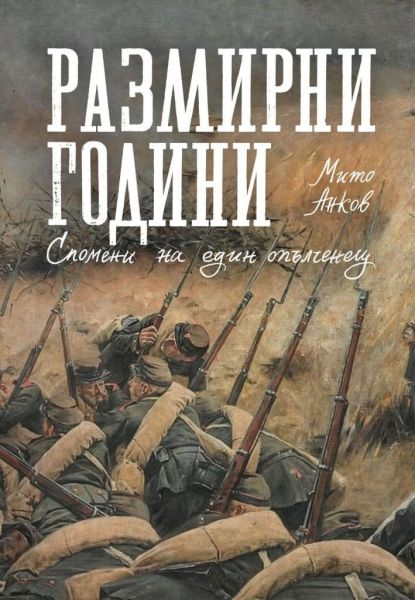 РАЗМИРНИ
ГОДИНИ
Мито
Анков
Спомени на един опълченец